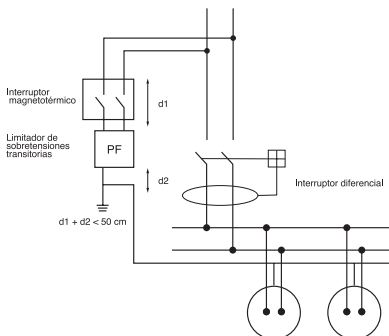 Interruptor
magnetotérmico
d1
Limitador de
sobretensiones
transitorias
PF
d2
Interruptor diferencial
d1 + d2 < 50 cm